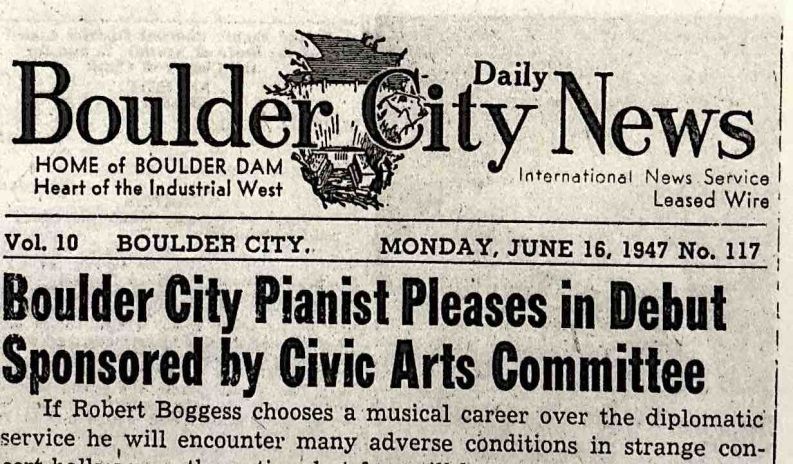 Boulder City Daily News
HOME of BOULDER DAM
Heart of the Industrial West
International News Service
Leased Wire
Vol. 10 BOULDER CITY. MONDAY, JUNE 16, 1947 No. 117
Boulder City Pianist Pleases in Debut
Sponsored by Civic Arts Committee
If Robert Boggess chooses a musical career over the diplomatic
service he will encounter many adverse conditions in strange con-